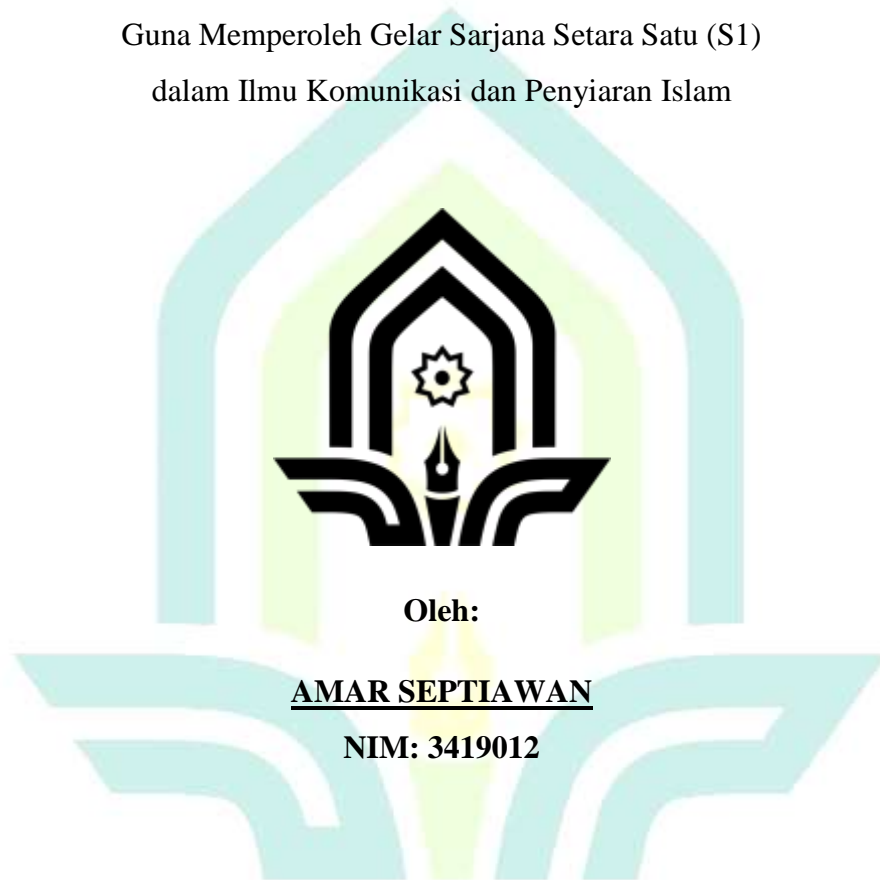 Guna Memperoleh Gelar Sarjana Setara Satu (S1)
dalam Ilmu Komunikasi dan Penyiaran Islam
Oleh:
AMAR SEPTIAWAN
NIM: 3419012